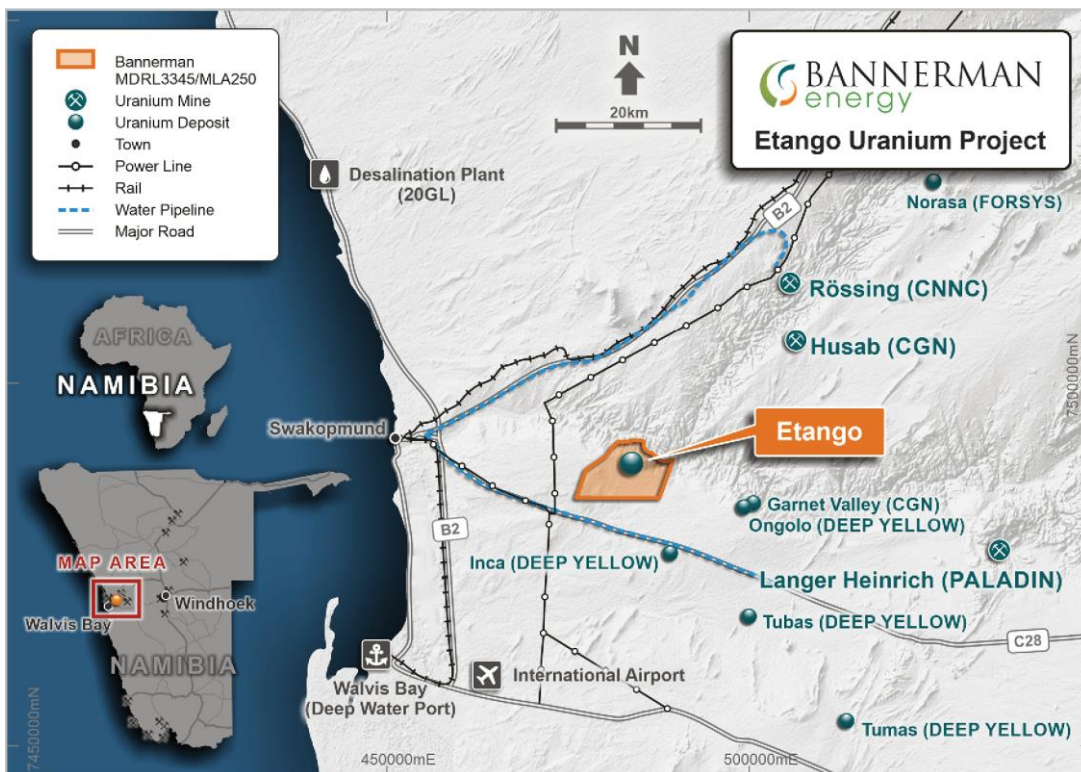 Bannerman
MDRL3345/MLA250
Uranium Mine
Uranium Deposit
Town
Power Line
Rail
Water Pipeline
Major Road
N
20km
BANNERMAN
energy
Etango Uranium Project
Desalination Plant
(20GL)
B2
Norasa (FORSYS)
Rössing (CNNC)
Husab (CGN)
7500000mN
AFRICA
NAMIBIA
Swakopmund
Etango
Garnet Valley (CGN)
Ongolo (DEEP YELLOW)
B2
Inca (DEEP YELLOW)
Langer Heinrich (PALADIN)
Tubas (DEEP YELLOW)
C28
MAP AREA
Windhoek
Walvis Bay
NAMIBIA
International Airport
Walvis Bay
(Deep Water Port)
Tumas (DEEP YELLOW)
7450000mN
450000mE
500000mE